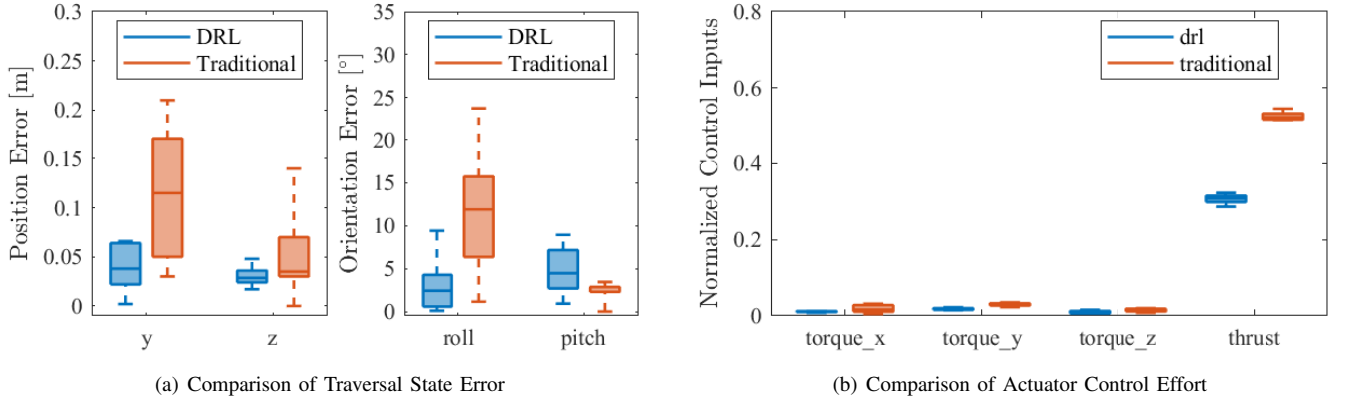 Position Error [m]
0.3
0.25
0.2
0.15
0.1
0.05
0
DRL
Traditional
y
z
Orientation Error [°]
35
30
25
20
15
10
5
0
DRL
Traditional
roll
pitch
(a) Comparison of Traversal State Error
Normalized Control Inputs
0.8
0.6
0.4
0.2
0
drl
traditional
torque_x
torque_y
torque_z
thrust
(b) Comparison of Actuator Control Effort